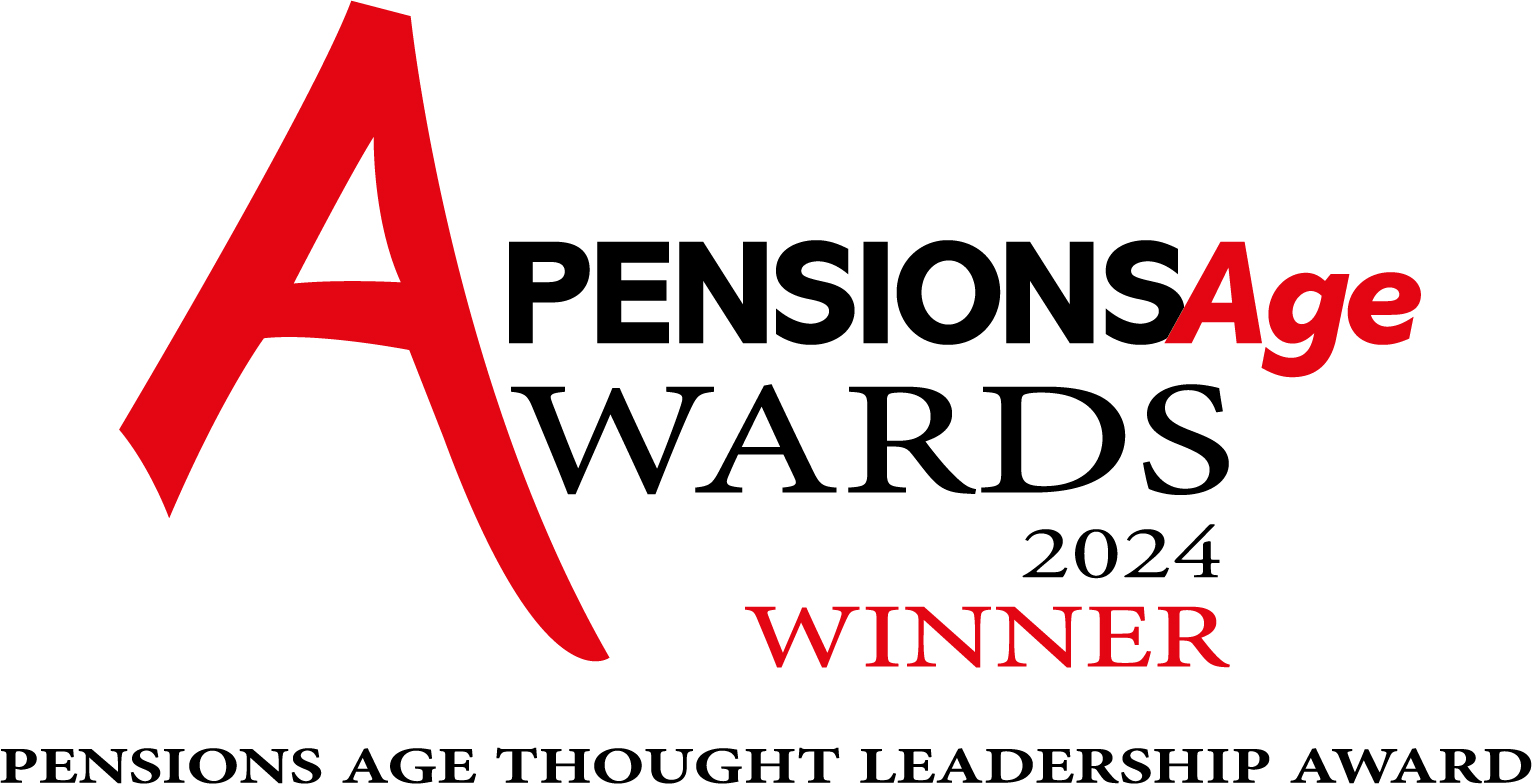 PENSIONSAge
AWARDS
2024
WINNER
PENSIONS AGE THOUGHT LEADERSHIP AWARD